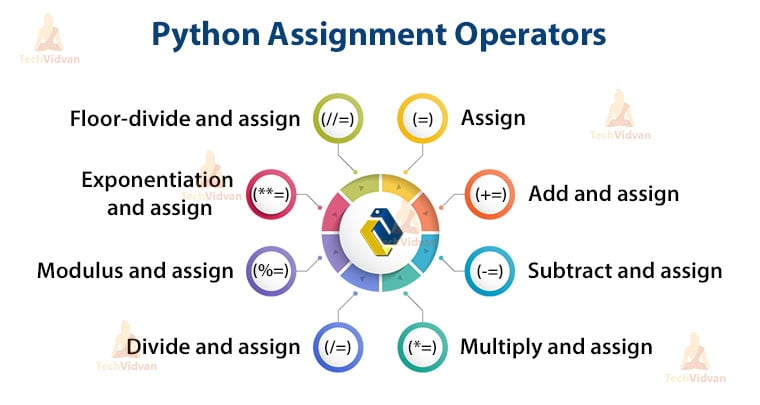 Python Assignment Operators
TechVidvan
Floor-divide and assign
(//=)
(=)
Assign
TechVidvan
Exponentiation
and assign
(**=)
TechVidvan
(+=)
Add and assign
TechVidvan
Modulus and assign
(%=)
(-=)
Subtract and assign
Divide and assign
(/=)
(*=)
Multiply and assign
TechVidvan
TechVidvan